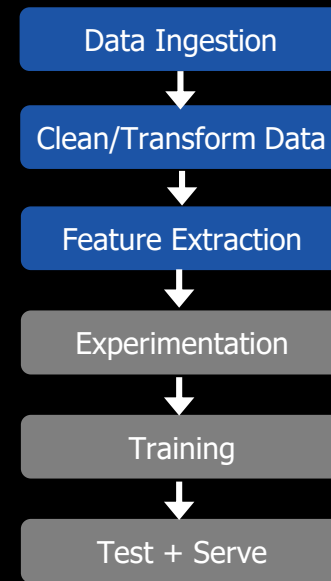 Data Ingestion
Clean/Transform Data
Feature Extraction
Experimentation
Training
Test + Serve